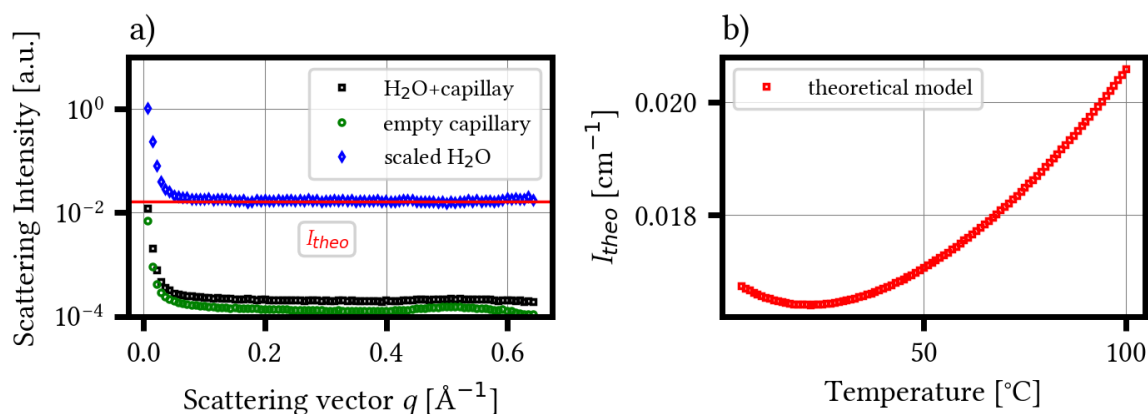 a)
Scattering Intensity [a.u.]
10⁰
10⁻²
10⁻⁴
H₂O+capillay
empty capillary
scaled H₂O
I_theo
0.0 0.2 0.4 0.6
Scattering vector q [Å⁻¹]
b)
I_theo [cm⁻¹]
0.020
0.018
theoretical model
50 100
Temperature [°C]